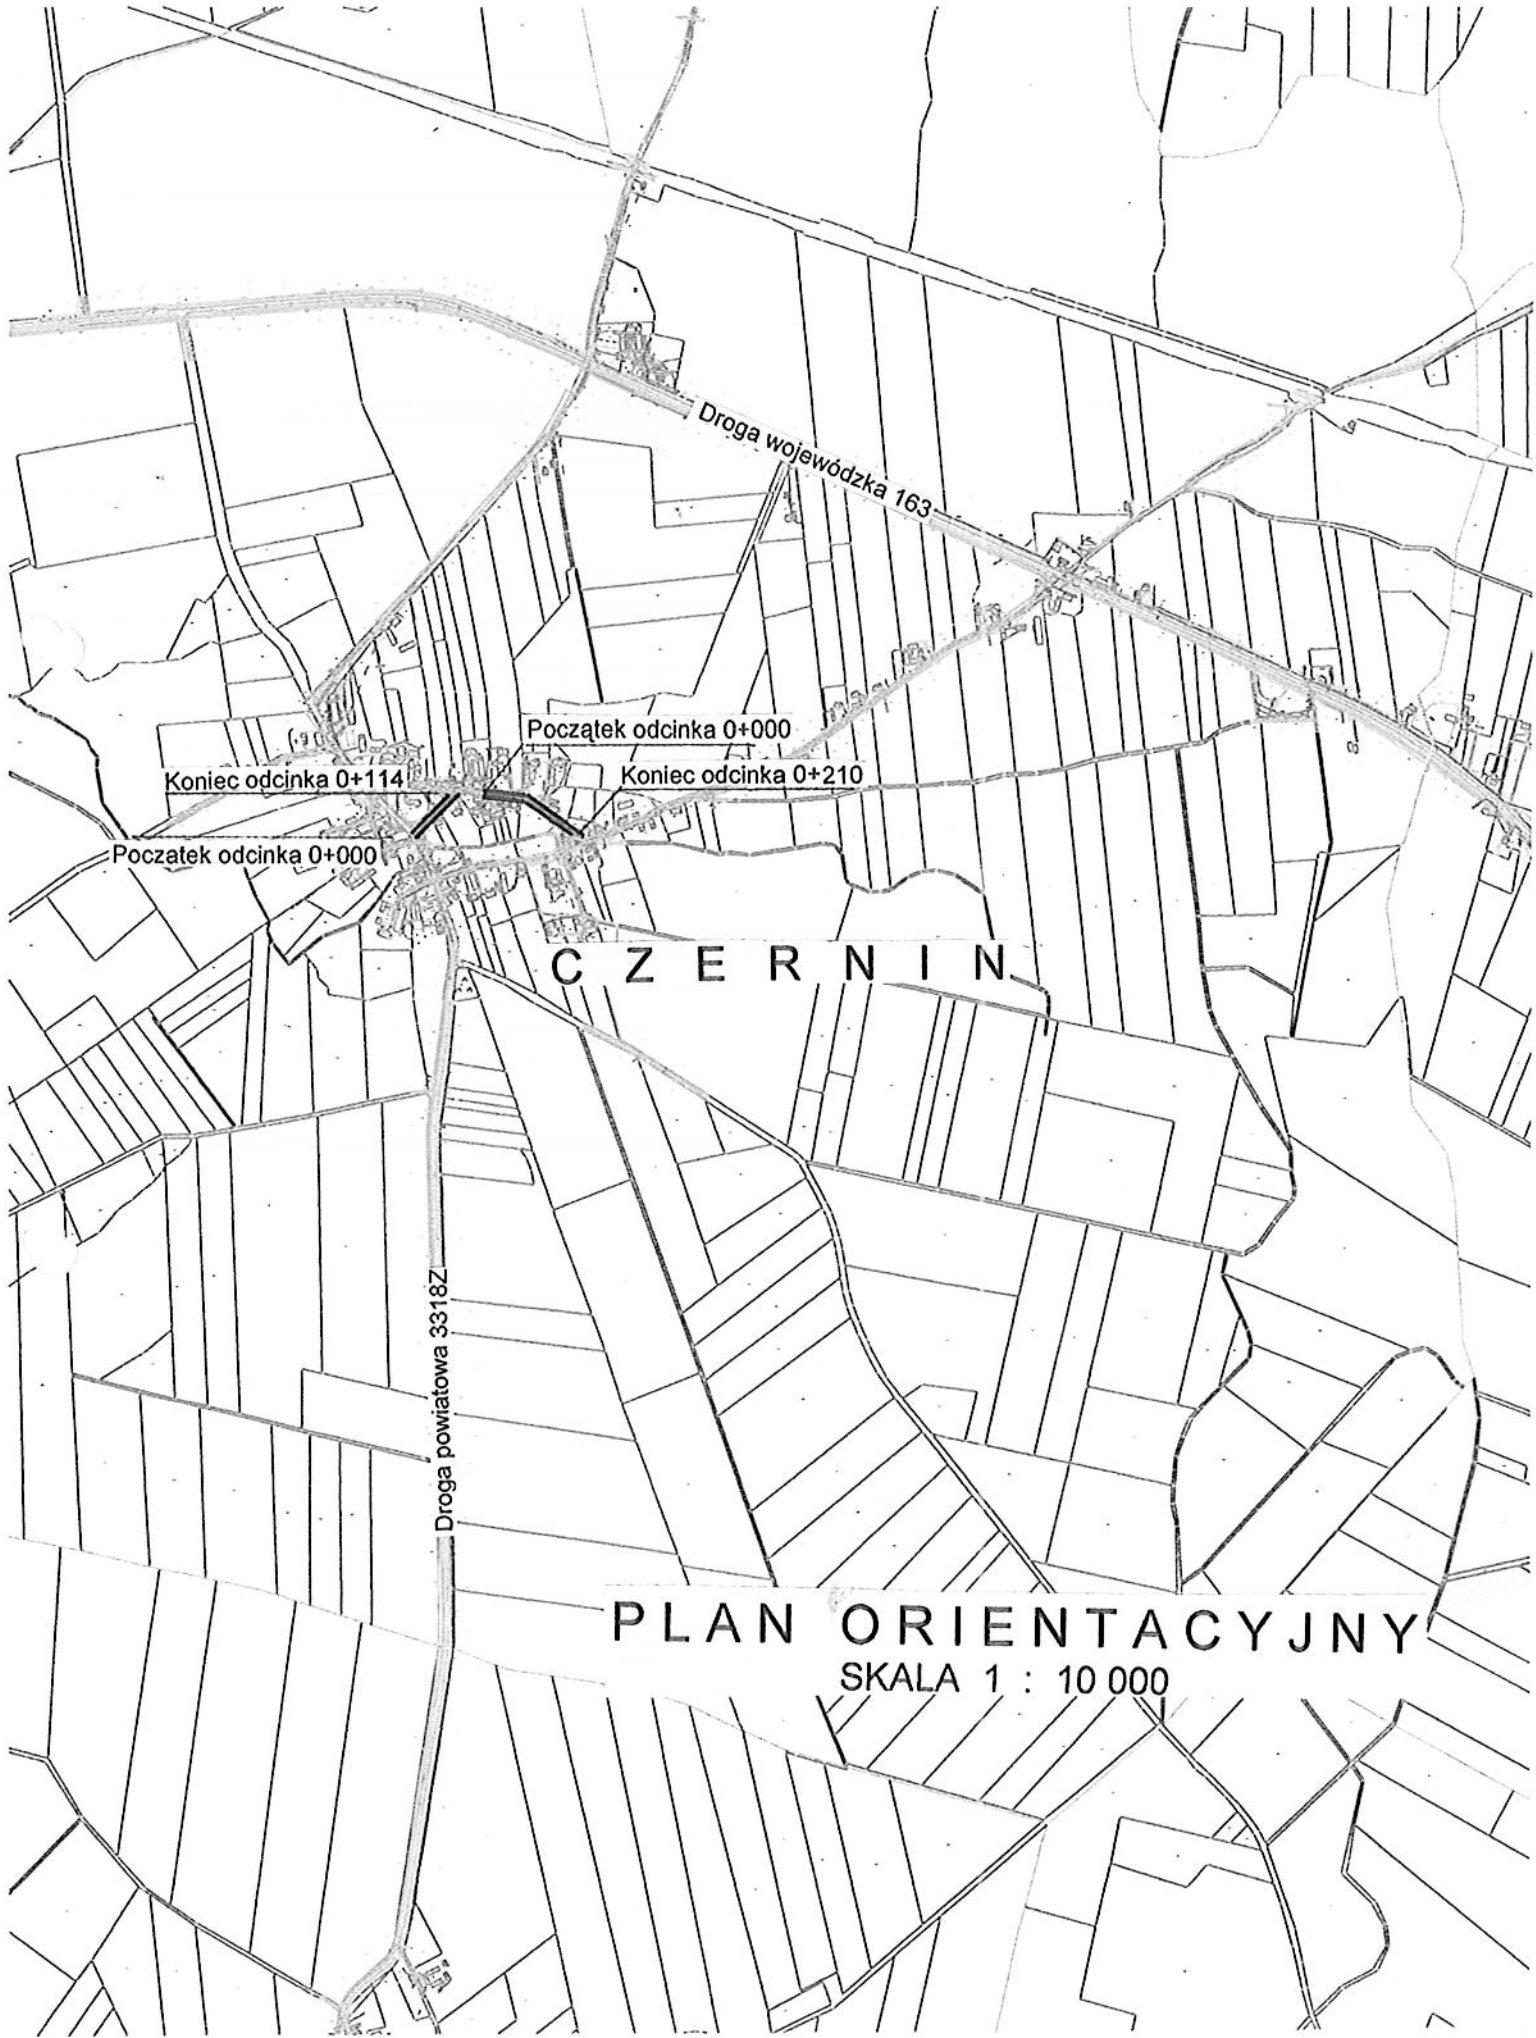 Droga wojewódzka 163
Początek odcinka 0+000
Koniec odcinka 0+114
Koniec odcinka 0+210
Poczatek odcinka 0+000
CZERNIN
Droga powiatowa 3318Z
PLAN ORIENTACYJNY
SKALA 1 : 10 000